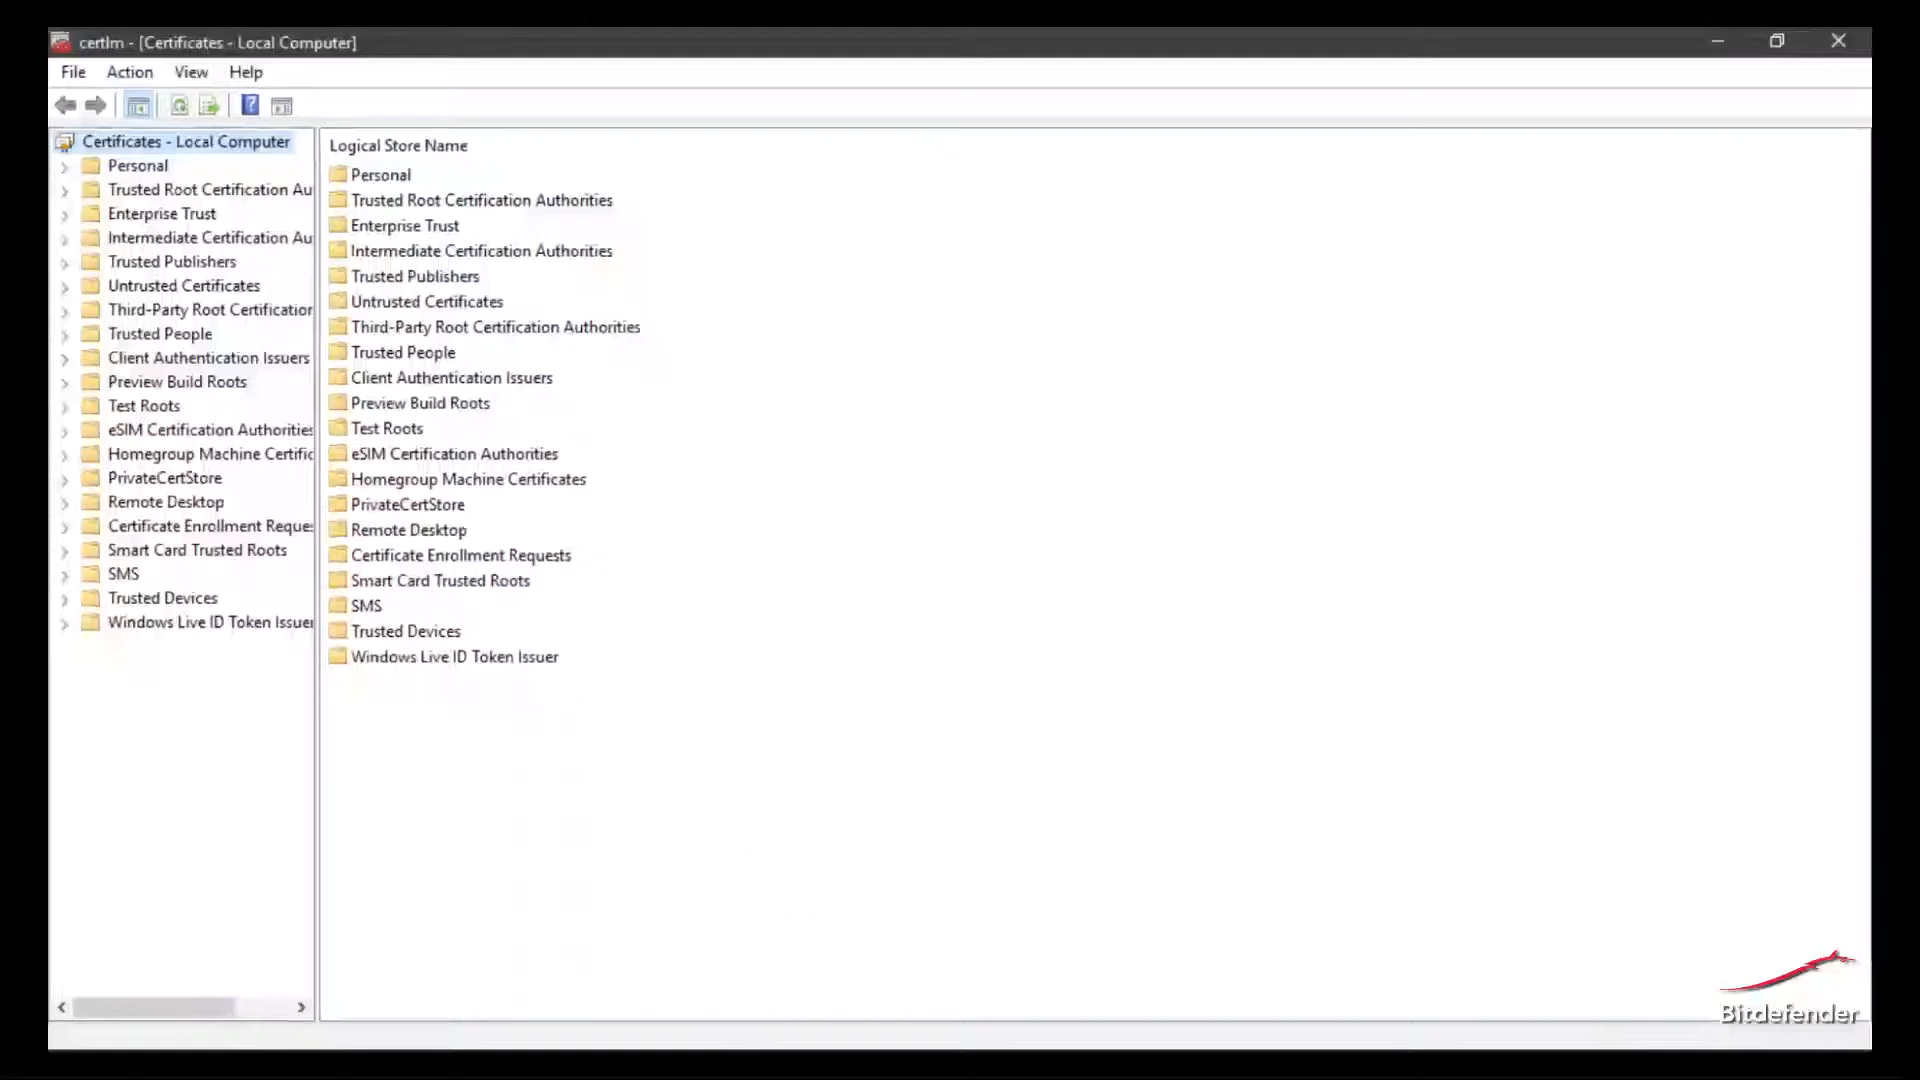 certlm - [Certificates - Local Computer]
File Action View Help
Certificates - Local Computer
Personal
Trusted Root Certification Au
Enterprise Trust
Intermediate Certification Au
Trusted Publishers
Untrusted Certificates
Third-Party Root Certification
Trusted People
Client Authentication Issuers
Preview Build Roots
Test Roots
eSIM Certification Authorities
Homegroup Machine Certific
PrivateCertStore
Remote Desktop
Certificate Enrollment Reques
Smart Card Trusted Roots
SMS
Trusted Devices
Windows Live ID Token Issuer
Logical Store Name
Personal
Trusted Root Certification Authorities
Enterprise Trust
Intermediate Certification Authorities
Trusted Publishers
Untrusted Certificates
Third-Party Root Certification Authorities
Trusted People
Client Authentication Issuers
Preview Build Roots
Test Roots
eSIM Certification Authorities
Homegroup Machine Certificates
PrivateCertStore
Remote Desktop
Certificate Enrollment Requests
Smart Card Trusted Roots
SMS
Trusted Devices
Windows Live ID Token Issuer
Bitdefender